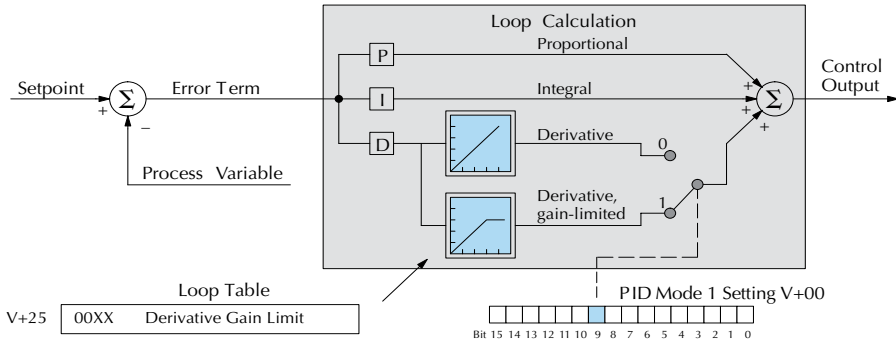 Loop Calculation
P
Proportional
Control
Output
Setpoint
Σ
Error Term
I
Integral
Σ
+
−
+
+
+
D
Derivative
0
Process Variable
Derivative,
gain-limited
1
Loop Table
PID Mode 1 Setting V+00
V+25 00XX Derivative Gain Limit
Bit 15 14 13 12 11 10 9 8 7 6 5 4 3 2 1 0